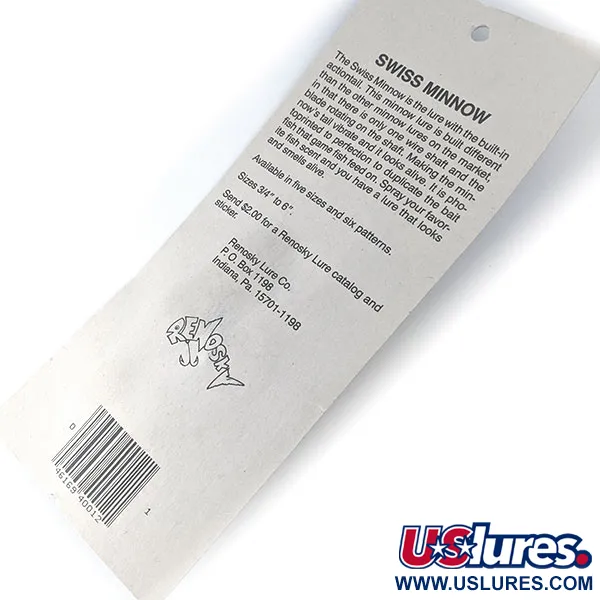 SWISS MINNOW
The Swiss Minnow is the lure with the built-in
actiontail. This minnow lure is built different
than the other minnow lures on the market,
in that there is only one wire shaft and the
blade rotating on the shaft. Making the min-
now's tail vibrate and it looks alive. It is pho-
toprinted to perfection to duplicate the bait
fish that game fish feed on. Spray your favor-
ite fish scent and you have a lure that looks
and smells alive.
Available in five sizes and six patterns.
Sizes 3/4" to 6".
Send $2.00 for a Renosky Lure catalog and
sticker.
Renosky Lure Co.
P.O. Box 1198
Indiana, Pa. 15701-1198
RENOSKY
0 46169 40012 1
USlures.
WWW.USLURES.COM